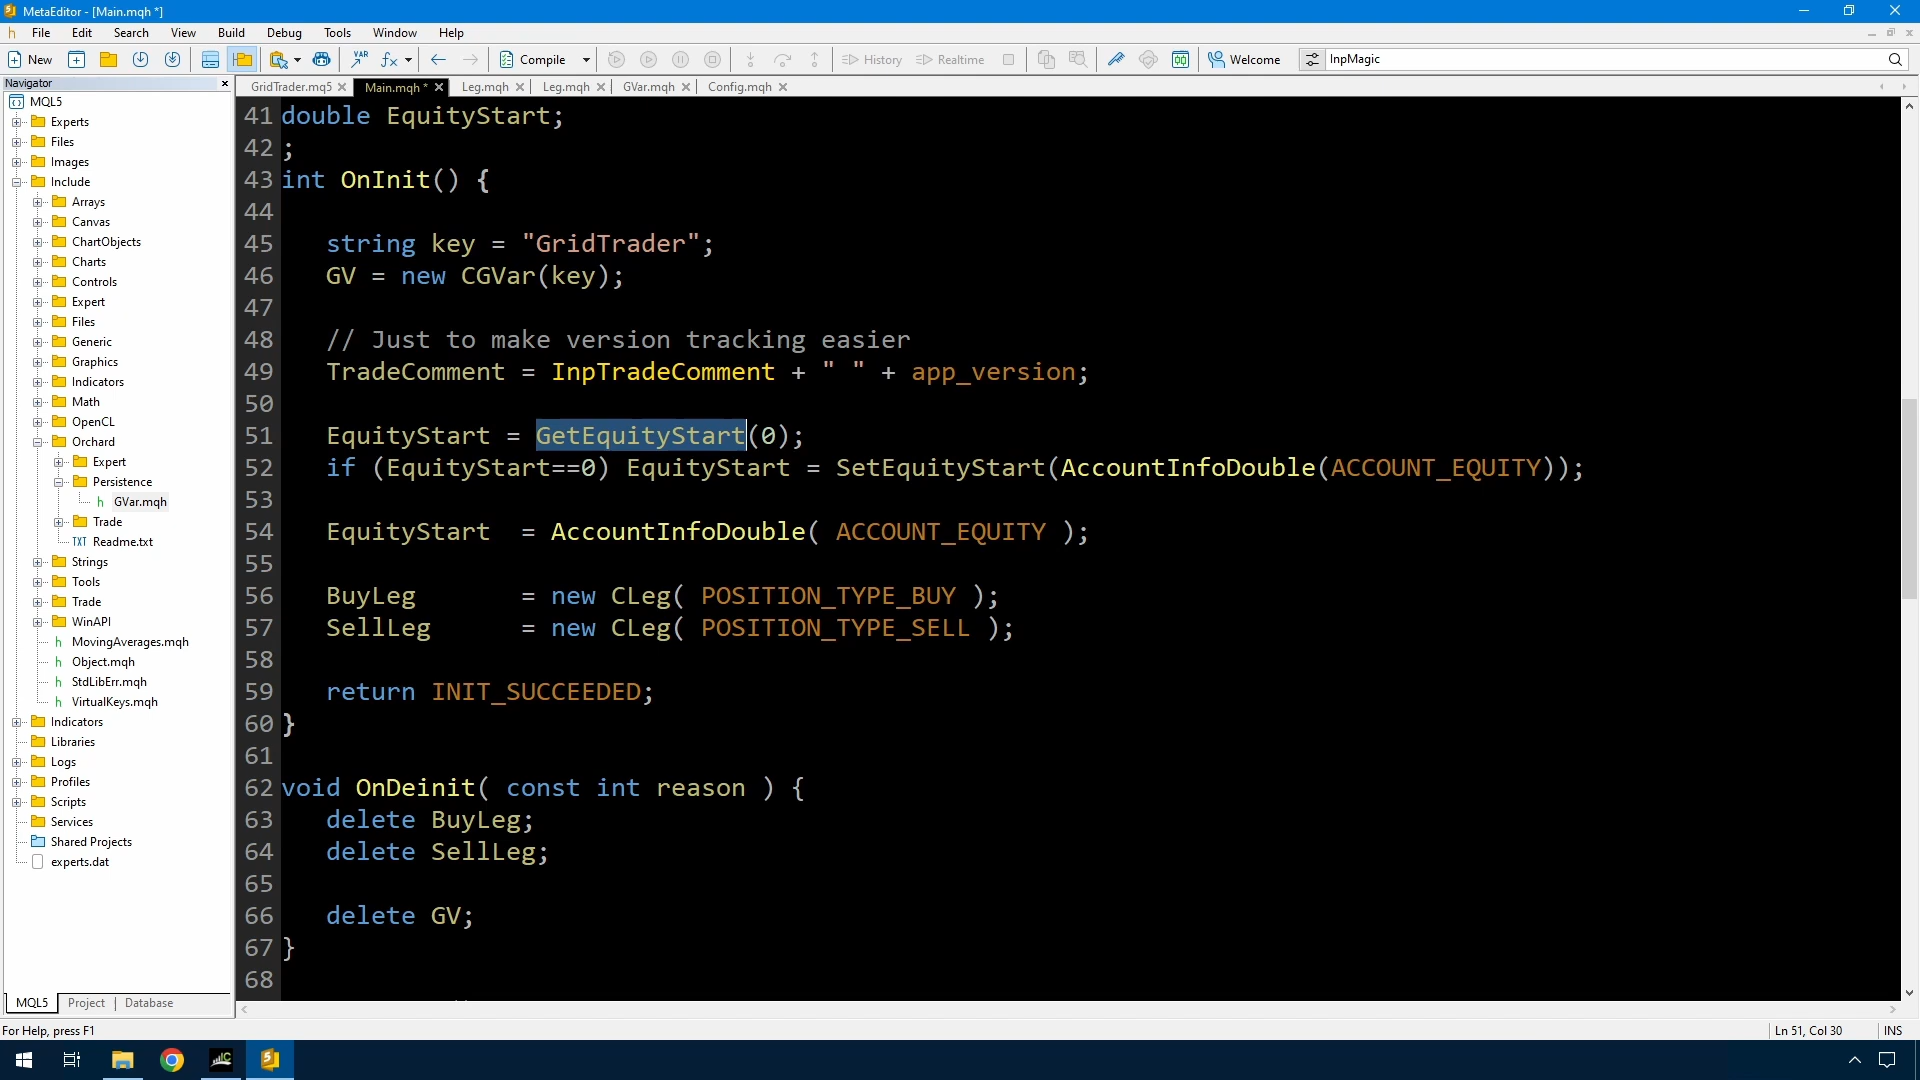 MetaEditor - [Main.mqh *]
File Edit Search View Build Debug Tools Window Help
New Compile History Realtime Welcome InpMagic
Navigator
GridTrader.mq5 Main.mqh * Leg.mqh Leg.mqh GVar.mqh Config.mqh
MQL5
Experts
Files
Images
Include
Arrays
Canvas
ChartObjects
Charts
Controls
Expert
Files
Generic
Graphics
Indicators
Math
OpenCL
Orchard
Expert
Persistence
GVar.mqh
Trade
Readme.txt
Strings
Tools
Trade
WinAPI
MovingAverages.mqh
Object.mqh
StdLibErr.mqh
VirtualKeys.mqh
Indicators
Libraries
Logs
Profiles
Scripts
Services
Shared Projects
experts.dat
MQL5 Project Database
41 double EquityStart;
42 ;
43 int OnInit() {
44
45 string key = "GridTrader";
46 GV = new CGVar(key);
47
48 // Just to make version tracking easier
49 TradeComment = InpTradeComment + " " + app_version;
50
51 EquityStart = GetEquityStart(0);
52 if (EquityStart==0) EquityStart = SetEquityStart(AccountInfoDouble(ACCOUNT_EQUITY));
53
54 EquityStart = AccountInfoDouble( ACCOUNT_EQUITY );
55
56 BuyLeg = new CLeg( POSITION_TYPE_BUY );
57 SellLeg = new CLeg( POSITION_TYPE_SELL );
58
59 return INIT_SUCCEEDED;
60 }
61
62 void OnDeinit( const int reason ) {
63 delete BuyLeg;
64 delete SellLeg;
65
66 delete GV;
67 }
68
For Help, press F1
Ln 51, Col 30 INS